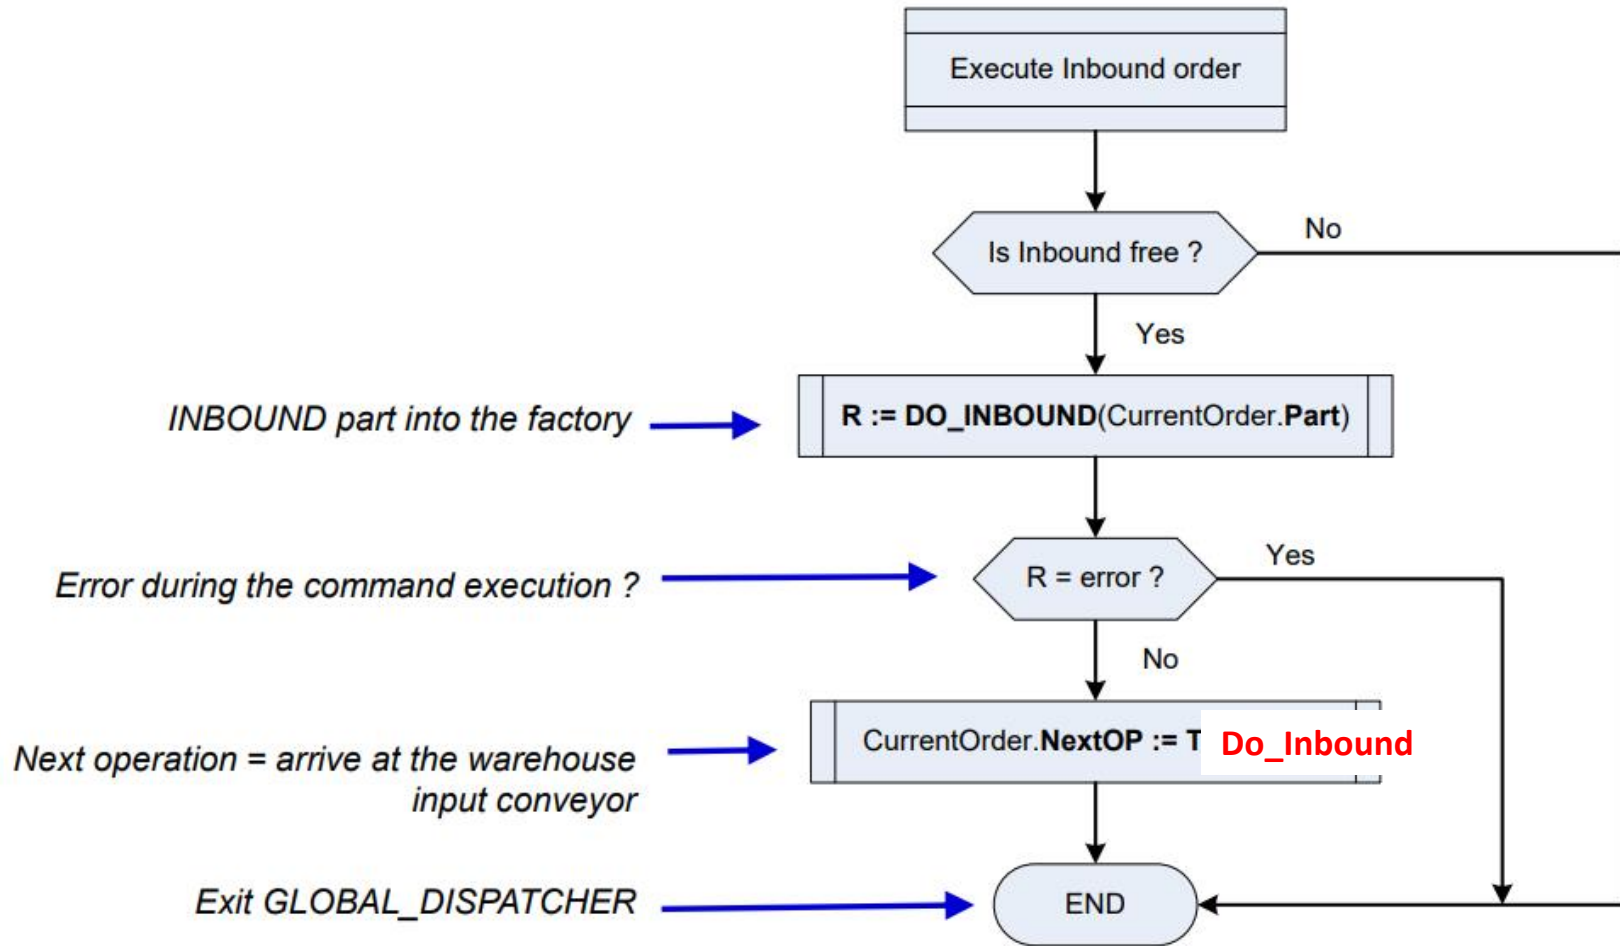 Execute Inbound order
Is Inbound free ?
No
Yes
INBOUND part into the factory
R := DO_INBOUND(CurrentOrder.Part)
Error during the command execution ?
R = error ?
Yes
No
Next operation = arrive at the warehouse
input conveyor
CurrentOrder.NextOP := T
Do_Inbound
Exit GLOBAL_DISPATCHER
END